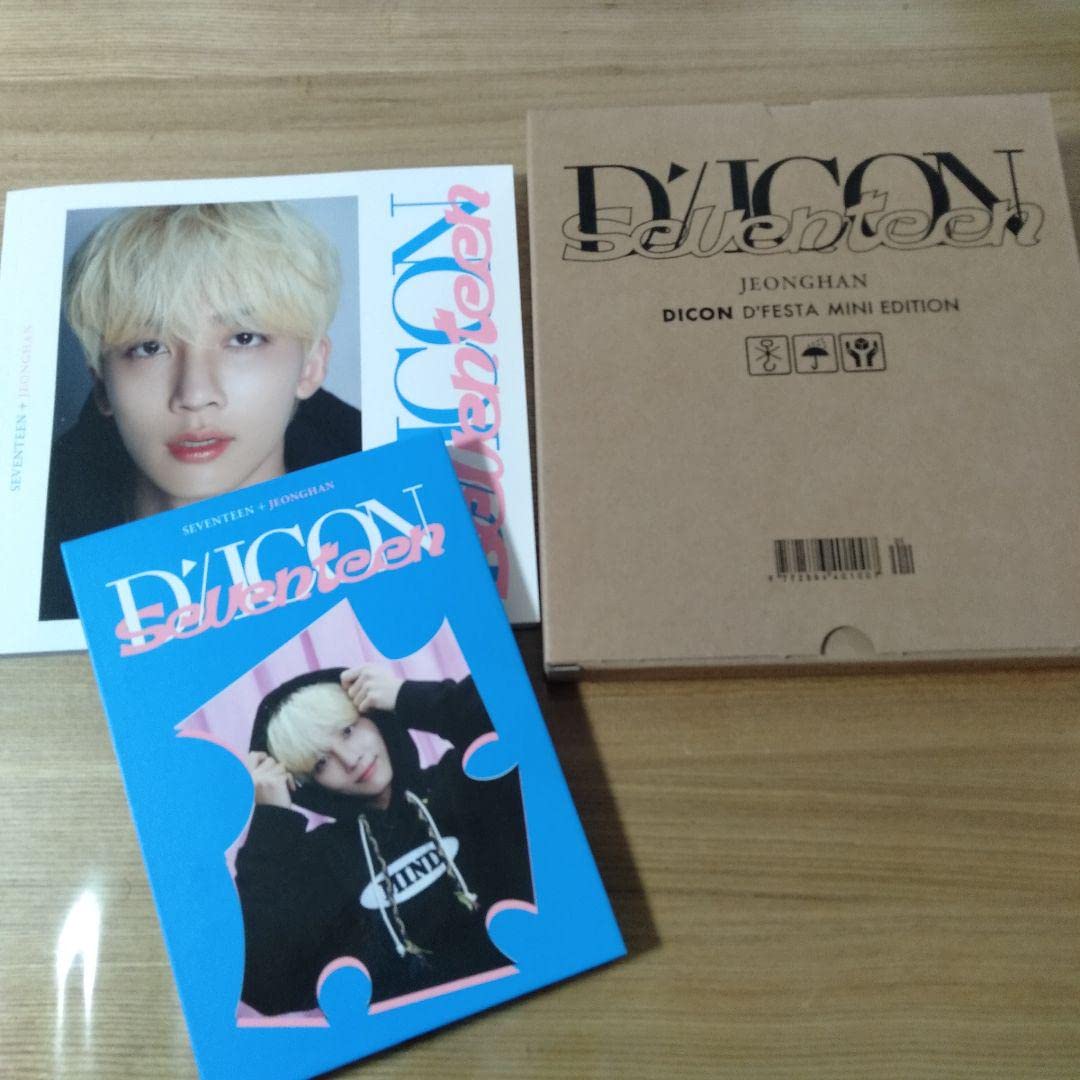 SEVENTEEN + JEONGHAN
ICON
Seventeen
SEVENTEEN + JEONGHAN
D'/ICON
Seventeen
MIND
D'/ICON
Seventeen
JEONGHAN
DICON D'FESTA MINI EDITION